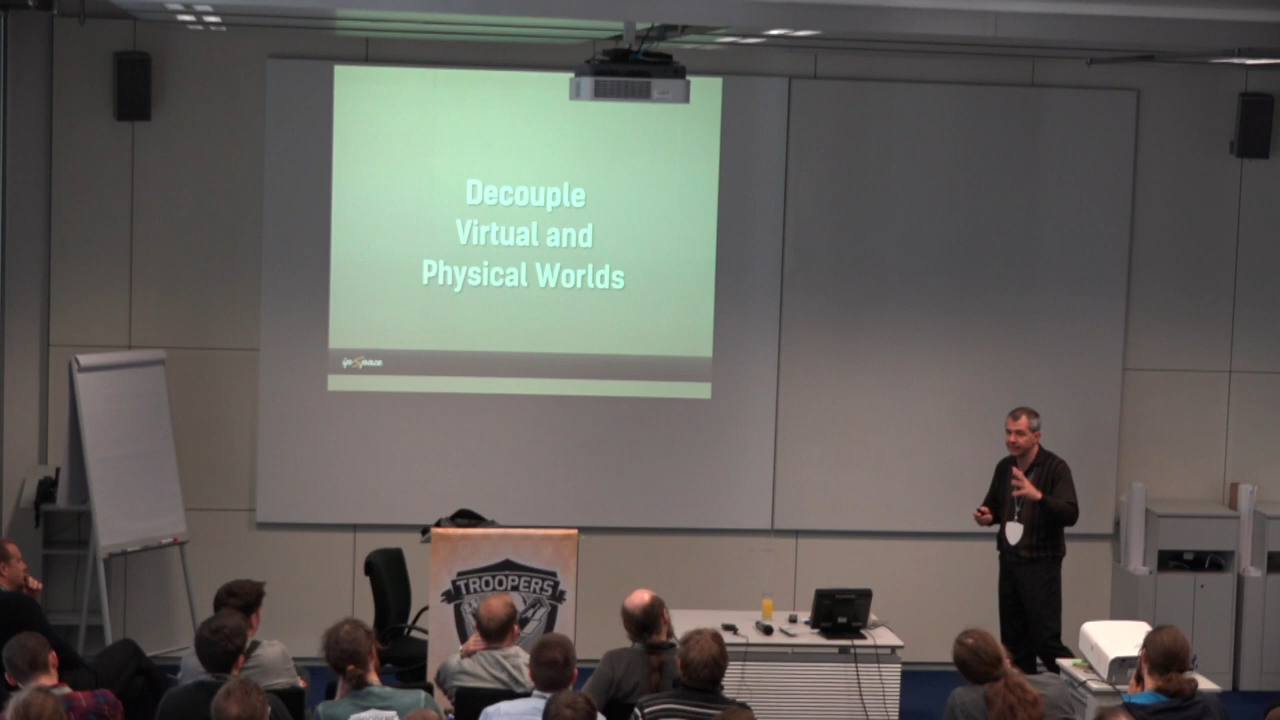 Decouple
Virtual and
Physical Worlds
ipSpace
TROOPERS